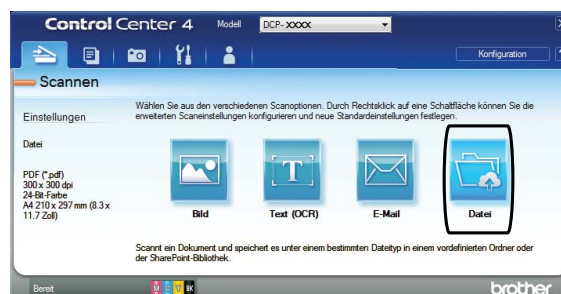 Control Center 4 Modell DCP-XXXX
Konfiguration
Scannen
Einstellungen
Datei
PDF (*.pdf)
300 x 300 dpi
24-Bit-Farbe
A4 210 x 297 mm (8.3 x
11.7 Zoll)
Wählen Sie aus den verschiedenen Scanoptionen. Durch Rechtsklick auf eine Schaltfläche können Sie die
erweiterten Scaneinstellungen konfigurieren und neue Standardeinstellungen festlegen.
T
Bild Text (OCR) E-Mail Datei
Scannt ein Dokument und speichert es unter einem bestimmten Dateityp in einem vordefinierten Ordner oder
der SharePoint-Bibliothek.
Bereit M C Y BK brother